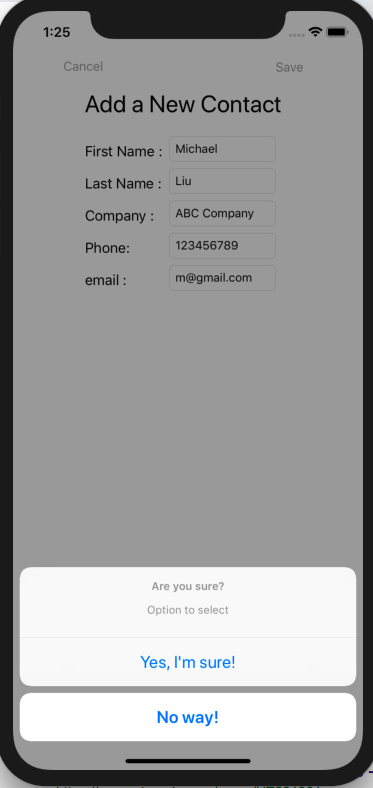 1:25
Cancel Save
Add a New Contact
First Name : Michael
Last Name : Liu
Company : ABC Company
Phone: 123456789
email : m@gmail.com
Are you sure?
Option to select
Yes, I'm sure!
No way!